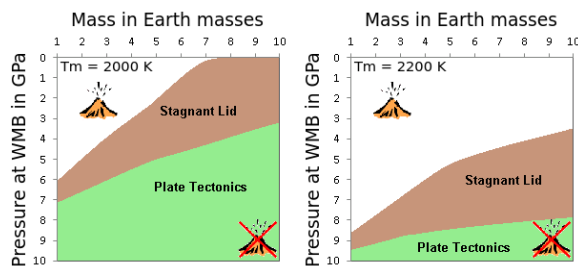 Mass in Earth masses
1 2 3 4 5 6 7 8 9 10
Pressure at WMB in GPa
0
1
2
3
4
5
6
7
8
9
10
Tm = 2000 K
Stagnant Lid
Plate Tectonics
Mass in Earth masses
1 2 3 4 5 6 7 8 9 10
Pressure at WMB in GPa
0
1
2
3
4
5
6
7
8
9
10
Tm = 2200 K
Stagnant Lid
Plate Tectonics